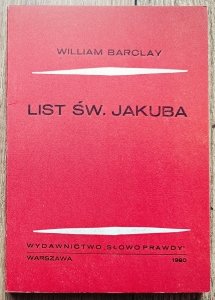 WILLIAM BARCLAY
LIST ŚW. JAKUBA
WYDAWNICTWO „SŁOWO PRAWDY"
WARSZAWA 1980